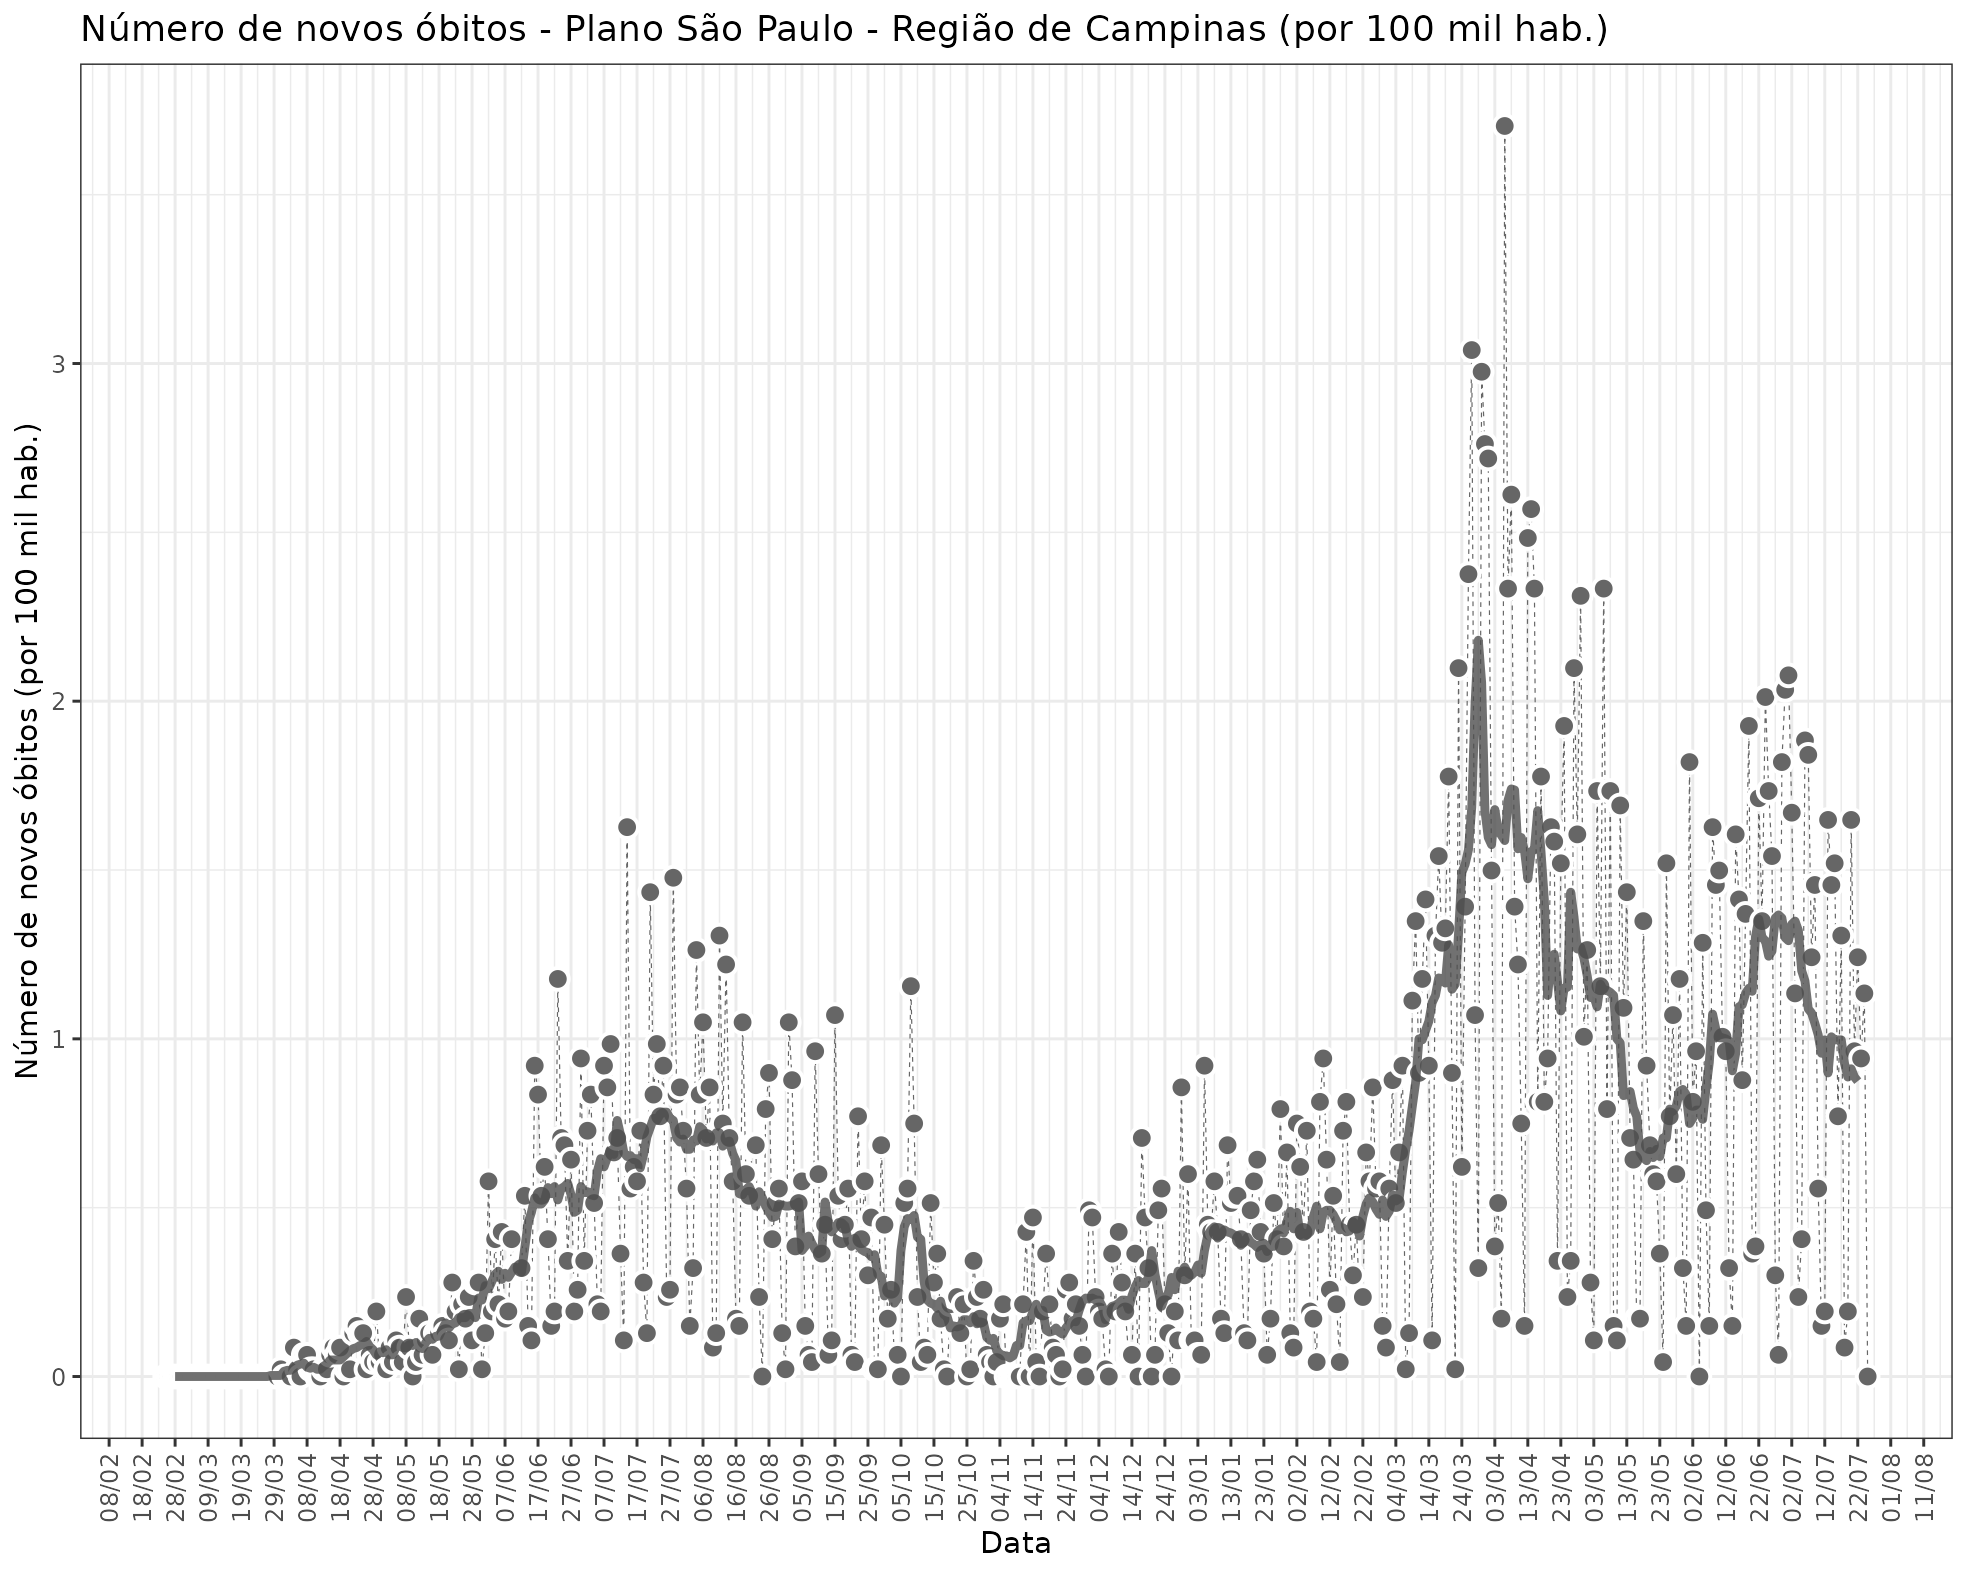 Número de novos óbitos - Plano São Paulo - Região de Campinas (por 100 mil hab.)
Número de novos óbitos (por 100 mil hab.)
3
2
1
0
08/02 18/02 28/02 09/03 19/03 29/03 08/04 18/04 28/04 08/05 18/05 28/05 07/06 17/06 27/06 07/07 17/07 27/07 06/08 16/08 26/08 05/09 15/09 25/09 05/10 15/10 25/10 04/11 14/11 24/11 04/12 14/12 24/12 03/01 13/01 23/01 02/02 12/02 22/02 04/03 14/03 24/03 03/04 13/04 23/04 03/05 13/05 23/05 02/06 12/06 22/06 02/07 12/07 22/07 01/08 11/08
Data